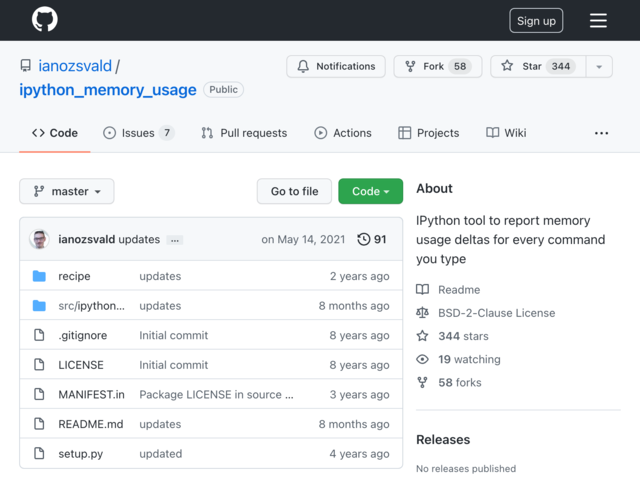 Sign up
ianozsvald /
ipython_memory_usage Public
Notifications
Fork 58
Star 344
Code
Issues 7
Pull requests
Actions
Projects
Wiki
...
master
Go to file
Code
ianozsvald updates ... on May 14, 2021 91
recipe updates 2 years ago
src/ipython... updates 8 months ago
.gitignore Initial commit 8 years ago
LICENSE Initial commit 8 years ago
MANIFEST.in Package LICENSE in source ... 3 years ago
README.md updates 8 months ago
setup.py updated 4 years ago
About
IPython tool to report memory
usage deltas for every command
you type
Readme
BSD-2-Clause License
344 stars
19 watching
58 forks
Releases
No releases published